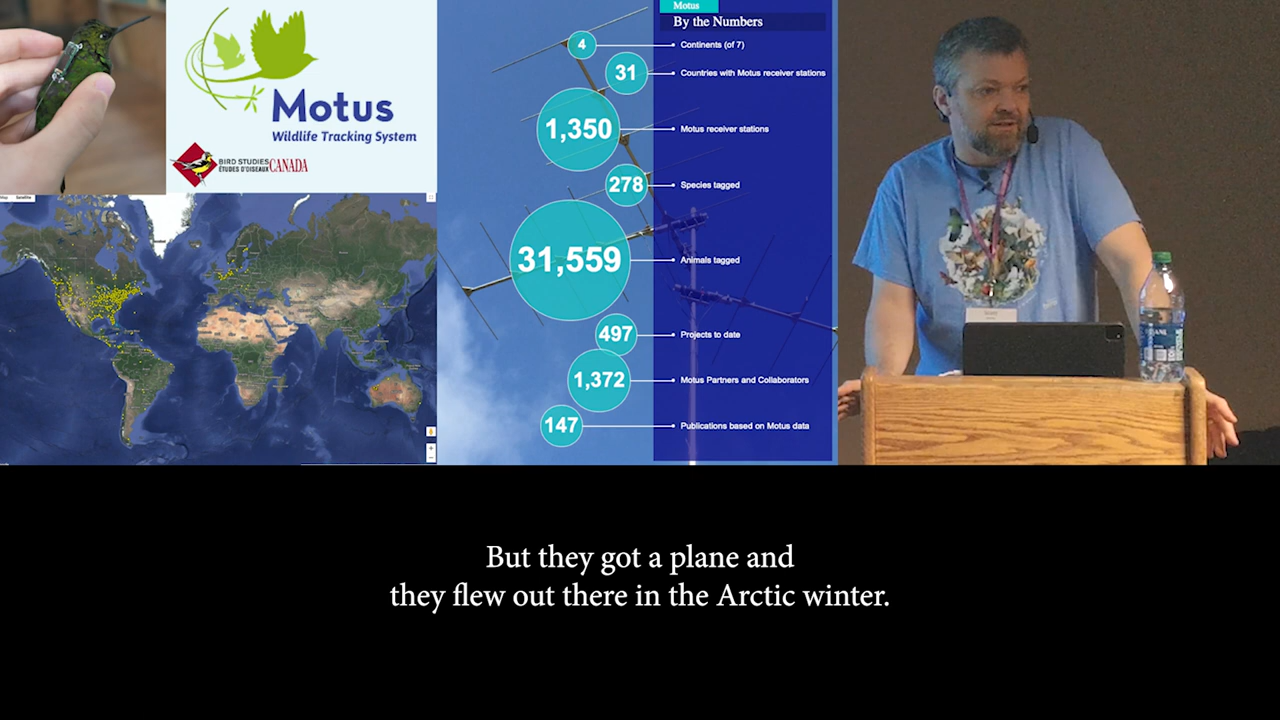 Motus
Wildlife Tracking System
BIRD STUDIES
ÉTUDES D'OISEAUX
CANADA
Motus
By the Numbers
4
Continents (of 7)
31
Countries with Motus receiver stations
1,350
Motus receiver stations
278
Species tagged
31,559
Animals tagged
497
Projects to date
1,372
Motus Partners and Collaborators
147
Publications based on Motus data
But they got a plane and
they flew out there in the Arctic winter.